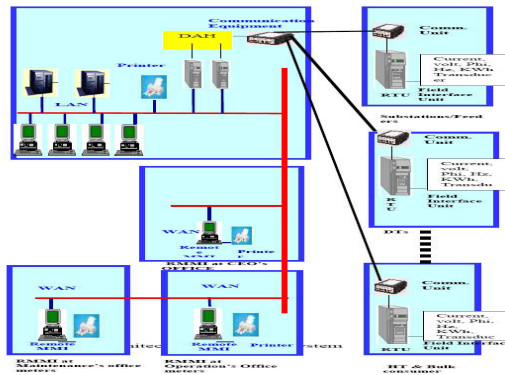 Communication
Equipment
DAH
Printer
LAN
Comm.
Unit
Current,
volt, Phi,
Hz, KWh
Transduc
er
RTU
Field
Interface
Unit
Substations/Feed
ers
Comm.
Unit
Current,
volt,
Phi, Hz,
KWh,
Transdu
R
T
U
Field
Interface
Unit
DTs
WAN
Remot
e
MMI
Printe
r
RMMI at CEO's
OFFICE
WAN
Remote
MMI
RMMI at
Maintenance's office
meters
WAN
Remote
MMI
Printer
RMMI at
Operation's Office
meters
Comm.
Unit
Current,
volt, Phi,
Hz,
KWh,
Transduc
RTU
Field Interface
Unit
HT & Bulk
consumer